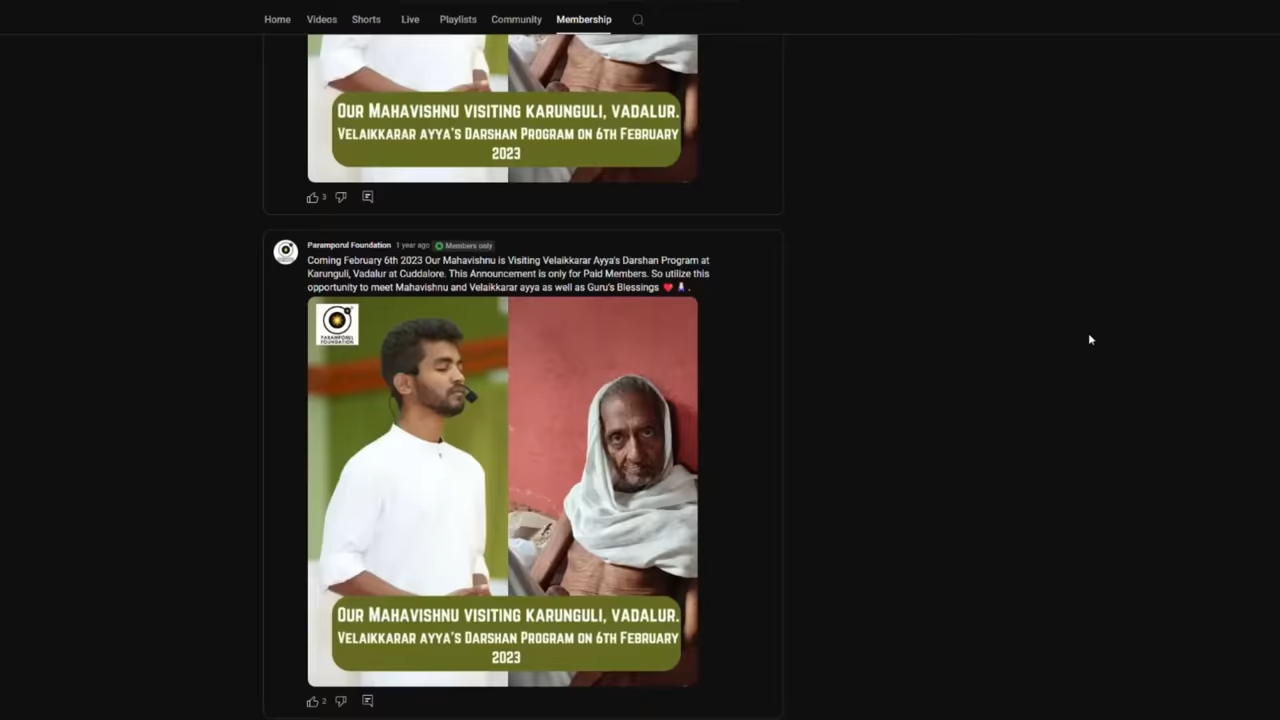 Home Videos Shorts Live Playlists Community Membership
OUR MAHAVISHNU VISITING KARUNGULI, VADALUR.
VELAIKKARAR AYYA'S DARSHAN PROGRAM ON 6TH FEBRUARY
2023
3
Paramporul Foundation 1 year ago Members only
Coming February 6th 2023 Our Mahavishnu is Visiting Velaikkarar Ayya's Darshan Program at
Karunguli, Vadalur at Cuddalore. This Announcement is only for Paid Members. So utilize this
opportunity to meet Mahavishnu and Velaikkarar ayya as well as Guru's Blessings ❤️ .
PARAMPORUL
FOUNDATION
OUR MAHAVISHNU VISITING KARUNGULI, VADALUR.
VELAIKKARAR AYYA'S DARSHAN PROGRAM ON 6TH FEBRUARY
2023
2